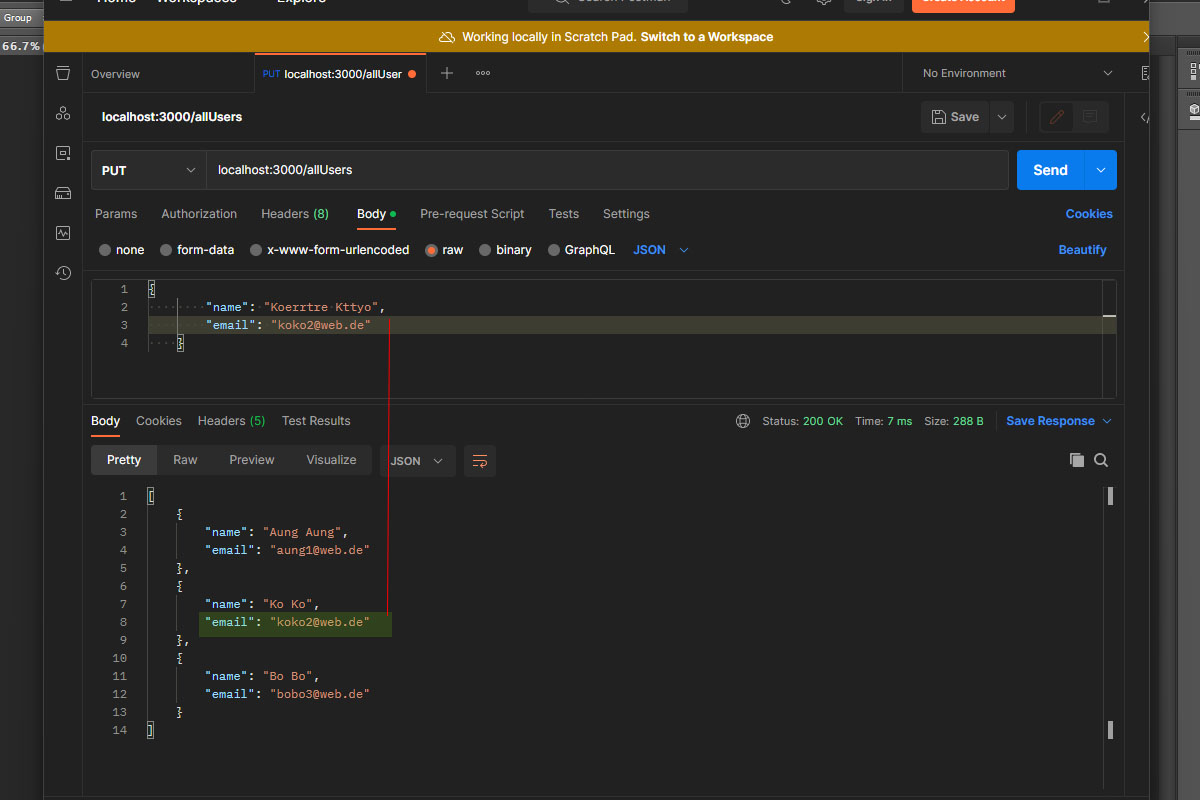 Group
66.7%
Home Workspaces Explore
Search Postman
Sign In
Create Account
Working locally in Scratch Pad. Switch to a Workspace
Overview
PUT localhost:3000/allUser
No Environment
localhost:3000/allUsers
Save
PUT
localhost:3000/allUsers
Send
Params Authorization Headers (8) Body Pre-request Script Tests Settings
Cookies
none form-data x-www-form-urlencoded raw binary GraphQL JSON
Beautify
1 {
2 "name": "Koerrtre Kttyo",
3 "email": "koko2@web.de"
4 }
Body Cookies Headers (5) Test Results
Status: 200 OK Time: 7 ms Size: 288 B
Save Response
Pretty Raw Preview Visualize JSON
1 [
2 {
3 "name": "Aung Aung",
4 "email": "aung1@web.de"
5 },
6 {
7 "name": "Ko Ko",
8 "email": "koko2@web.de"
9 },
10 {
11 "name": "Bo Bo",
12 "email": "bobo3@web.de"
13 }
14 ]